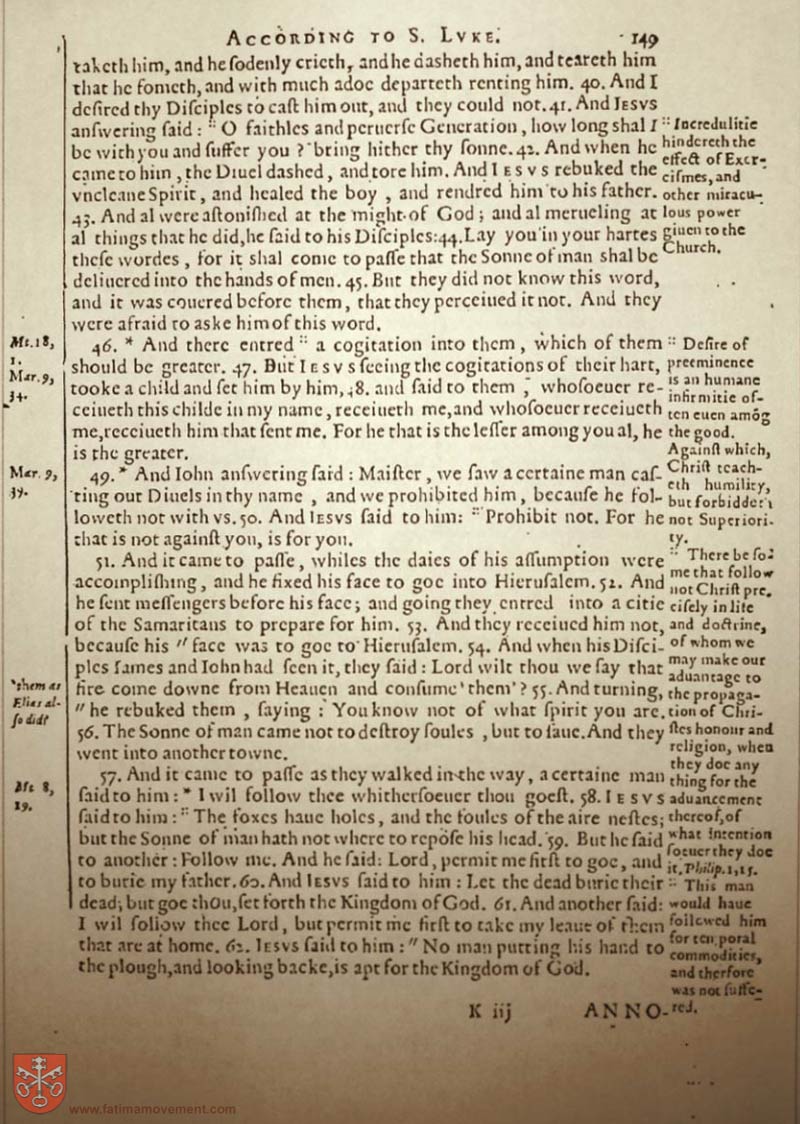 ACCORDING TO S. LVKE. 149
taketh him, and he ſodenly crieth, and he dasheth him, and teareth him
that he fometh, and with much adoe departeth renting him. 40. And I
deſired thy Diſciples to caſt him out, and they could not. 41. And IESVS
anſwering ſaid : " O faithles and peruerſe Generation, how long shal I
be with you and ſuffer you ? bring hither thy ſonne. 42. And when he
came to him, the Diuel dashed, and tore him. And IESVS rebuked the
vncleane Spirit, and healed the boy, and rendred him to his father.
43. And al were aſtonished at the might of God ; and al merueling at
al things that he did, he ſaid to his Diſciples: 44. Lay you in your hartes
theſe wordes, for it shal come to paſſe that the Sonne of man shal be
deliuered into the hands of men. 45. But they did not know this word,
and it was couered before them, that they perceiued it not. And they
were afraid to aske him of this word.
46. * And there entred " a cogitation into them, which of them
should be greater. 47. But IESVS ſeeing the cogitations of their hart,
tooke a child and ſet him by him, 48. and ſaid to them, whoſoeuer re-
ceiueth this childe in my name, receiueth me, and whoſoeuer receiueth
me, receiueth him that ſent me. For he that is the leſſer among you al, he
is the greater.
49. * And Iohn anſwering ſaid : Maiſter, we ſaw a certaine man caſ-
ting out Diuels in thy name, and we prohibited him, becauſe he fol-
loweth not with vs. 50. And IESVS ſaid to him: " Prohibit not. For he
that is not againſt you, is for you.
51. And it came to paſſe, whiles the daies of his aſſumption were
accomplishing, and he fixed his face to goe into Hieruſalem. 52. And
he ſent meſſengers before his face; and going they entred into a citie
of the Samaritans to prepare for him. 53. And they receiued him not,
becauſe his " face was to goe to Hieruſalem. 54. And when his Diſci-
ples Iames and Iohn had ſeen it, they ſaid : Lord wilt thou we ſay that
fire come downe from Heauen and conſume 'them' ? 55. And turning,
" he rebuked them, ſaying : You know not of what ſpirit you are.
56. The Sonne of man came not to deſtroy ſoules, but to ſaue. And they
went into another towne.
57. And it came to paſſe as they walked in the way, a certaine man
ſaid to him : * I wil follow thee whitherſoeuer thou goeſt. 58. IESVS
ſaid to him : " The foxes haue holes, and the foules of the aire neſtes;
but the Sonne of man hath not where to repoſe his head. 59. But he ſaid
to another : Follow me. And he ſaid: Lord, permit me firſt to goe, and
to burie my father. 60. And IESVS ſaid to him : Let the dead burie their
dead; but goe thou, ſet forth the Kingdom of God. 61. And another ſaid:
I wil follow thee Lord, but permit me firſt to take my leaue of them
that are at home. 62. IESVS ſaid to him : " No man putting his hand to
the plough, and looking backe, is apt for the Kingdom of God.
K iij ANNO-
Mt. 18,
1.
Mar. 9,
34.
Mar. 9,
'them as
Elias al-
ſo did?
Mt 8,
19.
" Incredulitie
hindereth the
effect of Exor-
ciſmes, and
other miracu-
lous power
giuen to the
Church.
" Deſire of
preeminence
is an humane
infirmitie of-
ten euen amōg
the good.
Againſt which,
Chriſt teach-
eth humility,
but forbiddeth
not Superiori-
ty.
" There be ſo-
me that follow
not Chriſt pre-
ciſely in life
and doctrine,
of whom we
may make our
aduantage to
the propaga-
tion of Chri-
ſtes honour and
religion, when
they doe any
thing for the
aduancement
thereof, of
what intention
ſoeuer they doe
it. Philip. 1, 15.
" This man
would haue
followed him
for temporal
commodities,
and therfore
was not ſuffe-
red.
www.fatimamovement.com